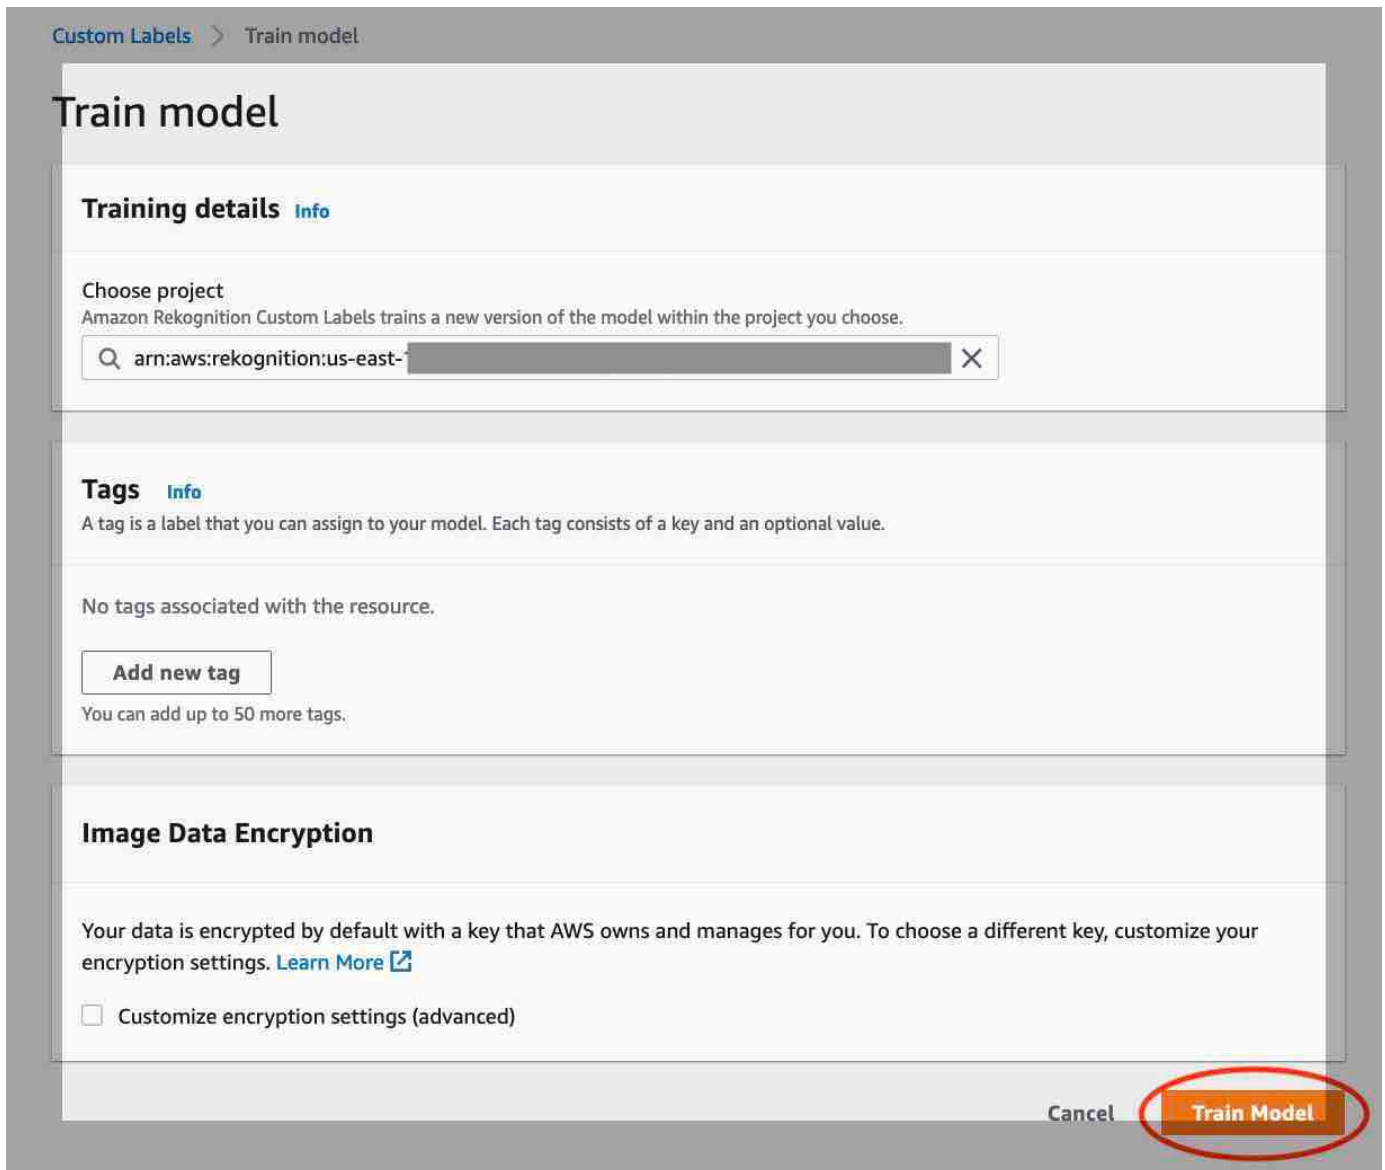 Custom Labels > Train model
Train model
Training details Info
Choose project
Amazon Rekognition Custom Labels trains a new version of the model within the project you choose.
arn:aws:rekognition:us-east-
Tags Info
A tag is a label that you can assign to your model. Each tag consists of a key and an optional value.
No tags associated with the resource.
Add new tag
You can add up to 50 more tags.
Image Data Encryption
Your data is encrypted by default with a key that AWS owns and manages for you. To choose a different key, customize your
encryption settings. Learn More
Customize encryption settings (advanced)
Cancel Train Model